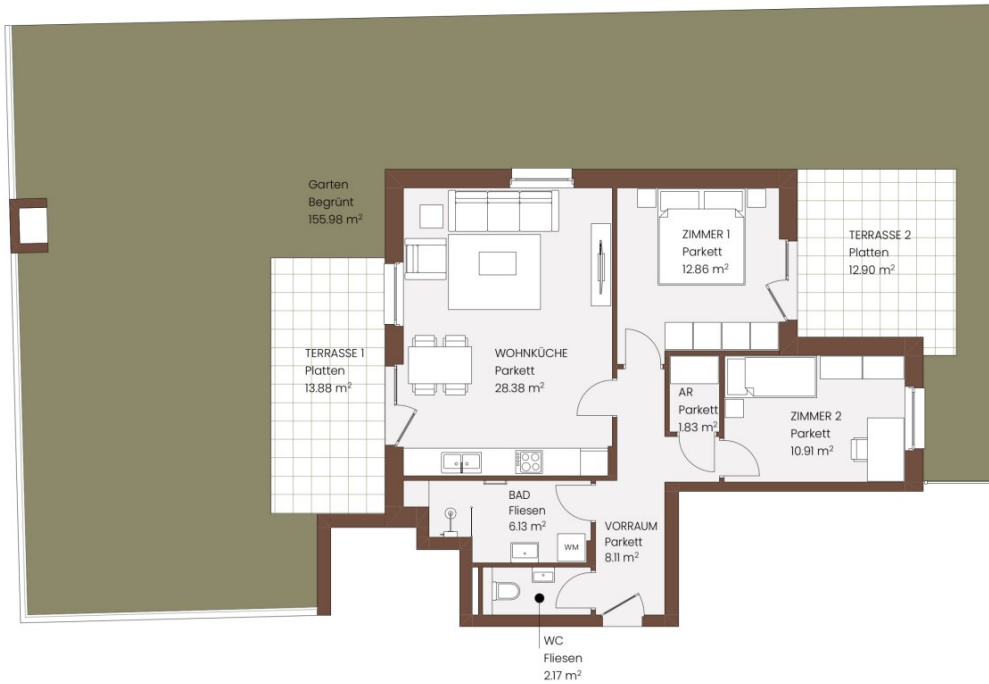 Garten
Begrünt
155.98 m²
TERRASSE 1
Platten
13.88 m²
WOHNKÜCHE
Parkett
28.38 m²
ZIMMER 1
Parkett
12.86 m²
TERRASSE 2
Platten
12.90 m²
AR
Parkett
1.83 m²
ZIMMER 2
Parkett
10.91 m²
BAD
Fliesen
6.13 m²
WM
VORRAUM
Parkett
8.11 m²
WC
Fliesen
2.17 m²